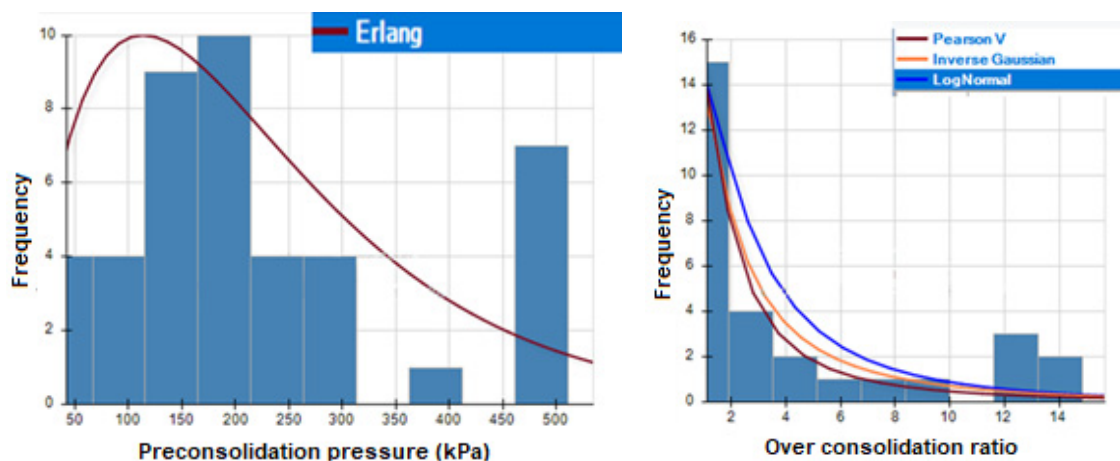 Erlang
Frequency
10
8
6
4
2
0
50 100 150 200 250 300 350 400 450 500
Preconsolidation pressure (kPa)
Pearson V
Inverse Gaussian
LogNormal
Frequency
16
14
12
10
8
6
4
2
0
2 4 6 8 10 12 14
Over consolidation ratio